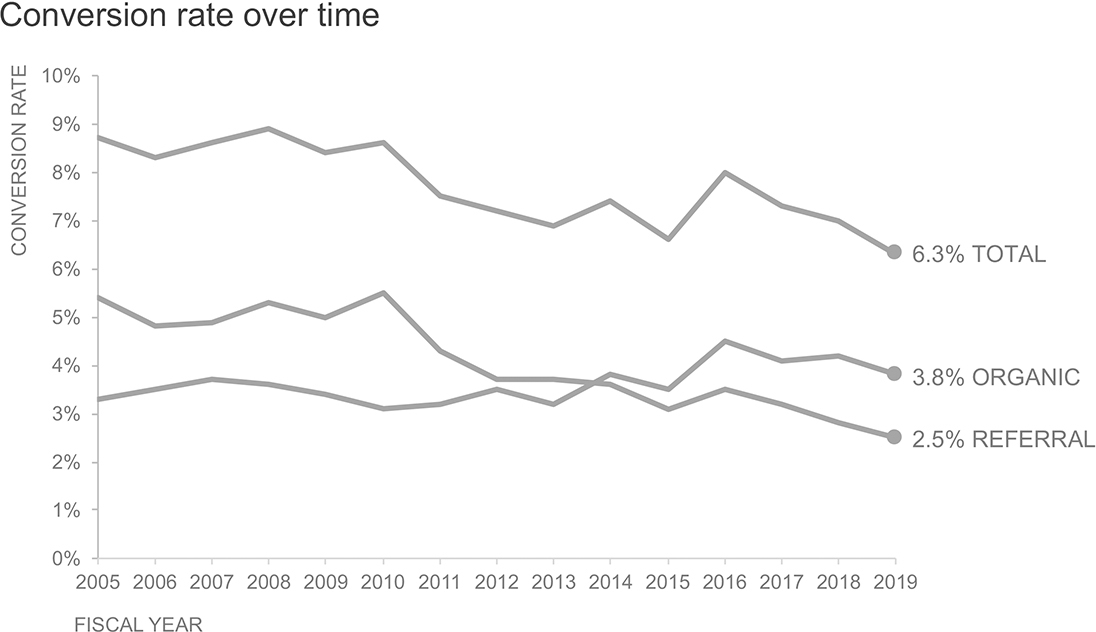 Conversion rate over time
CONVERSION RATE
10%
9%
8%
7%
6%
5%
4%
3%
2%
1%
0%
6.3% TOTAL
3.8% ORGANIC
2.5% REFERRAL
2005 2006 2007 2008 2009 2010 2011 2012 2013 2014 2015 2016 2017 2018 2019
FISCAL YEAR